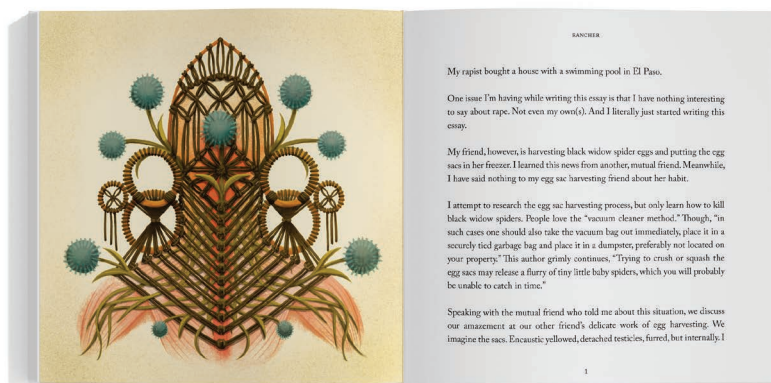 SANCHER
My rapist bought a house with a swimming pool in El Paso.
One issue I'm having while writing this essay is that I have nothing interesting
to say about rape. Not even my own(s). And I literally just started writing this
essay.
My friend, however, is harvesting black widow spider eggs and putting the egg
sacs in her freezer. I learned this news from another, mutual friend. Meanwhile,
I have said nothing to my egg sac harvesting friend about her habit.
I attempt to research the egg sac harvesting process, but only learn how to kill
black widow spiders. People love the “vacuum cleaner method.” Though, “in
such cases one should also take the vacuum bag out immediately, place it in a
securely tied garbage bag and place it in a dumpster, preferably not located on
your property.” This author grimly continues, “Trying to crush or squash the
egg sacs may release a flurry of tiny little baby spiders, which you will probably
be unable to catch in time.”
Speaking with the mutual friend who told me about this situation, we discuss
our amazement at our other friend's delicate work of egg harvesting. We
imagine the sacs. Encaustic yellowed, detached testicles, furred, but internally. I
1